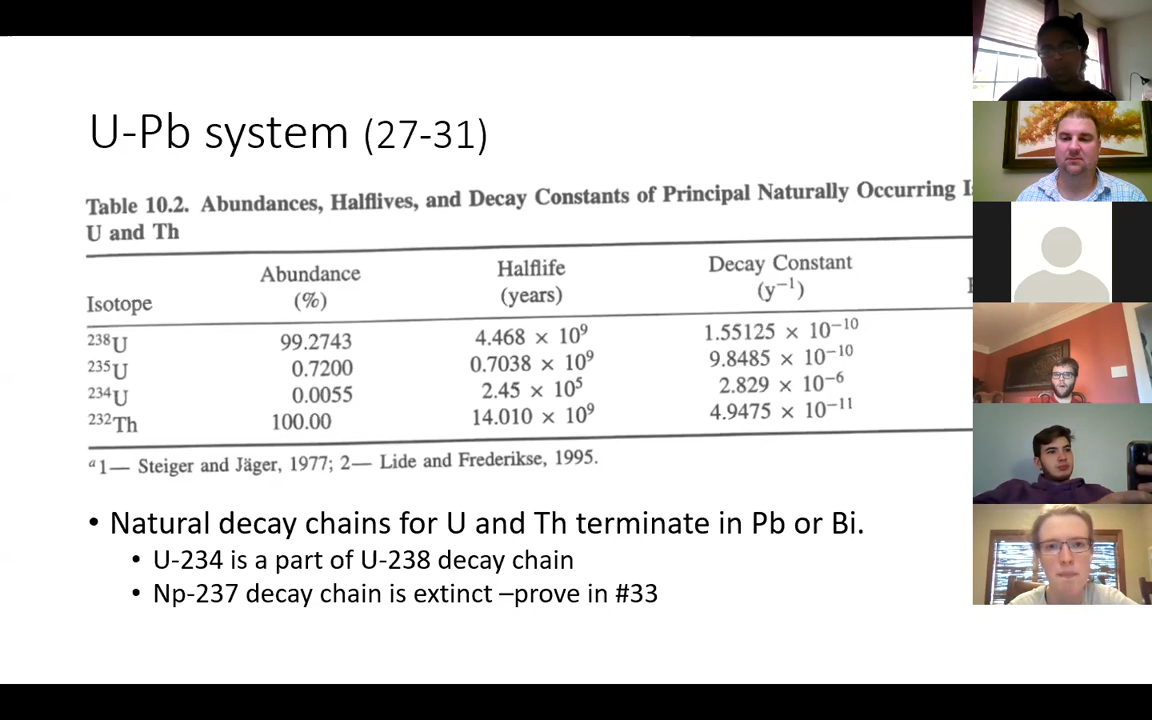 U-Pb system (27-31)
Table 10.2. Abundances, Halflives, and Decay Constants of Principal Naturally Occurring
U and Th
Isotope Abundance (%) Halflife (years) Decay Constant (y⁻¹)
²³⁸U 99.2743 4.468 × 10⁹ 1.55125 × 10⁻¹⁰
²³⁵U 0.7200 0.7038 × 10⁹ 9.8485 × 10⁻¹⁰
²³⁴U 0.0055 2.45 × 10⁵ 2.829 × 10⁻⁶
²³²Th 100.00 14.010 × 10⁹ 4.9475 × 10⁻¹¹
ᵃ1— Steiger and Jäger, 1977; 2— Lide and Frederikse, 1995.
• Natural decay chains for U and Th terminate in Pb or Bi.
• U-234 is a part of U-238 decay chain
• Np-237 decay chain is extinct –prove in #33